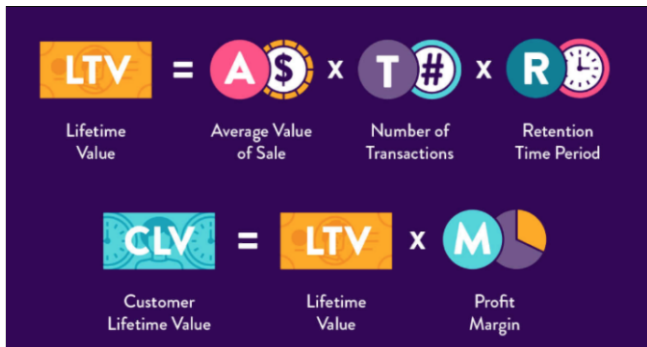 LTV = A $ x T # x R
Lifetime Value
Average Value of Sale
Number of Transactions
Retention Time Period
CLV = LTV x M
Customer Lifetime Value
Lifetime Value
Profit Margin